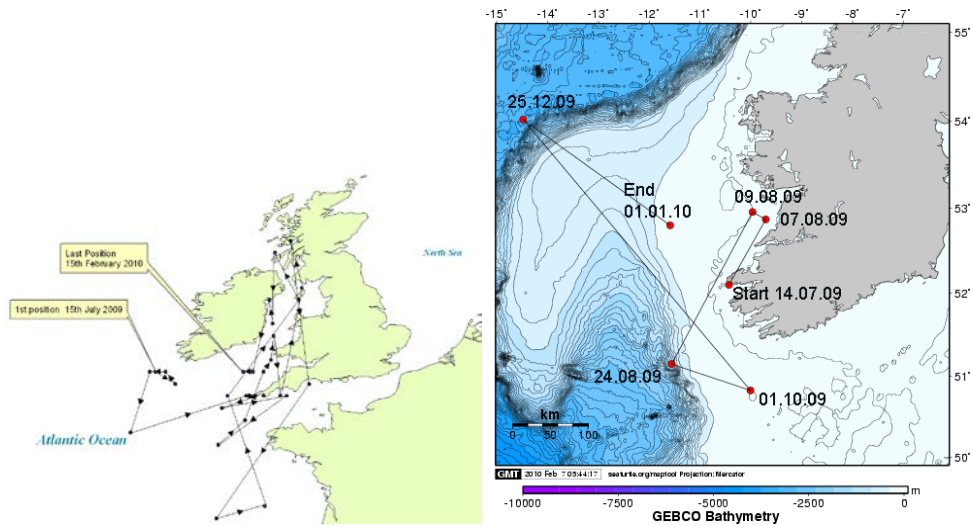 North Sea
Last Position
15th February 2010
1st position 15th July 2009
Atlantic Ocean
-15° -14° -13° -12° -11° -10° -9° -8° -7°
55°
25.12.09
54°
End
01.01.10
09.08.09
53°
07.08.09
Start 14.07.09
52°
24.08.09
51°
01.10.09
km
0 50 100
50°
GMT 2010 Feb 7 05:44:17 seaturtle.org/maptool Projection: Mercator
m
-10000 -7500 -5000 -2500 0
GEBCO Bathymetry